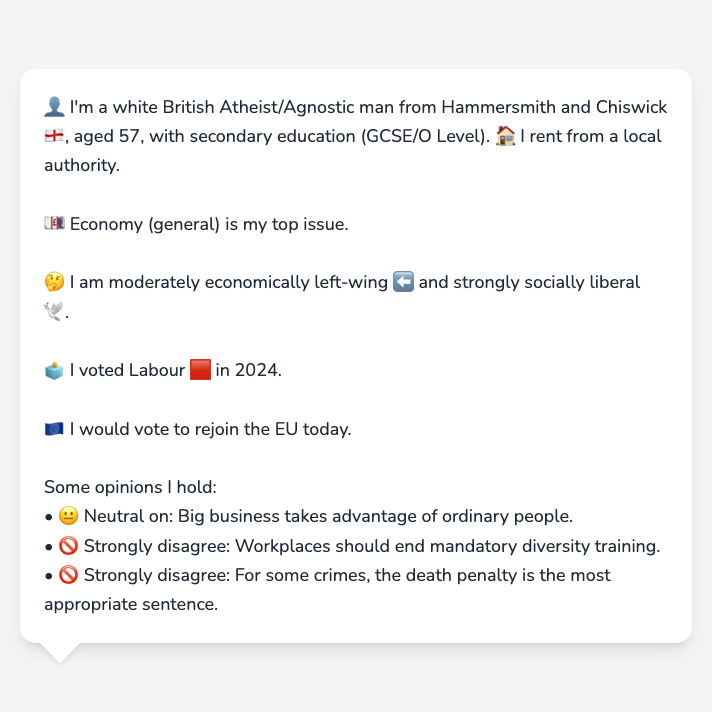 👤 I'm a white British Atheist/Agnostic man from Hammersmith and Chiswick
🏴󠁧󠁢󠁥󠁮󠁧󠁿, aged 57, with secondary education (GCSE/O Level). 🏠 I rent from a local
authority.
💷 Economy (general) is my top issue.
🤔 I am moderately economically left-wing ⬅️ and strongly socially liberal
🕊️.
🗳️ I voted Labour 🟥 in 2024.
🇪🇺 I would vote to rejoin the EU today.
Some opinions I hold:
• 😐 Neutral on: Big business takes advantage of ordinary people.
• 🚫 Strongly disagree: Workplaces should end mandatory diversity training.
• 🚫 Strongly disagree: For some crimes, the death penalty is the most
appropriate sentence.